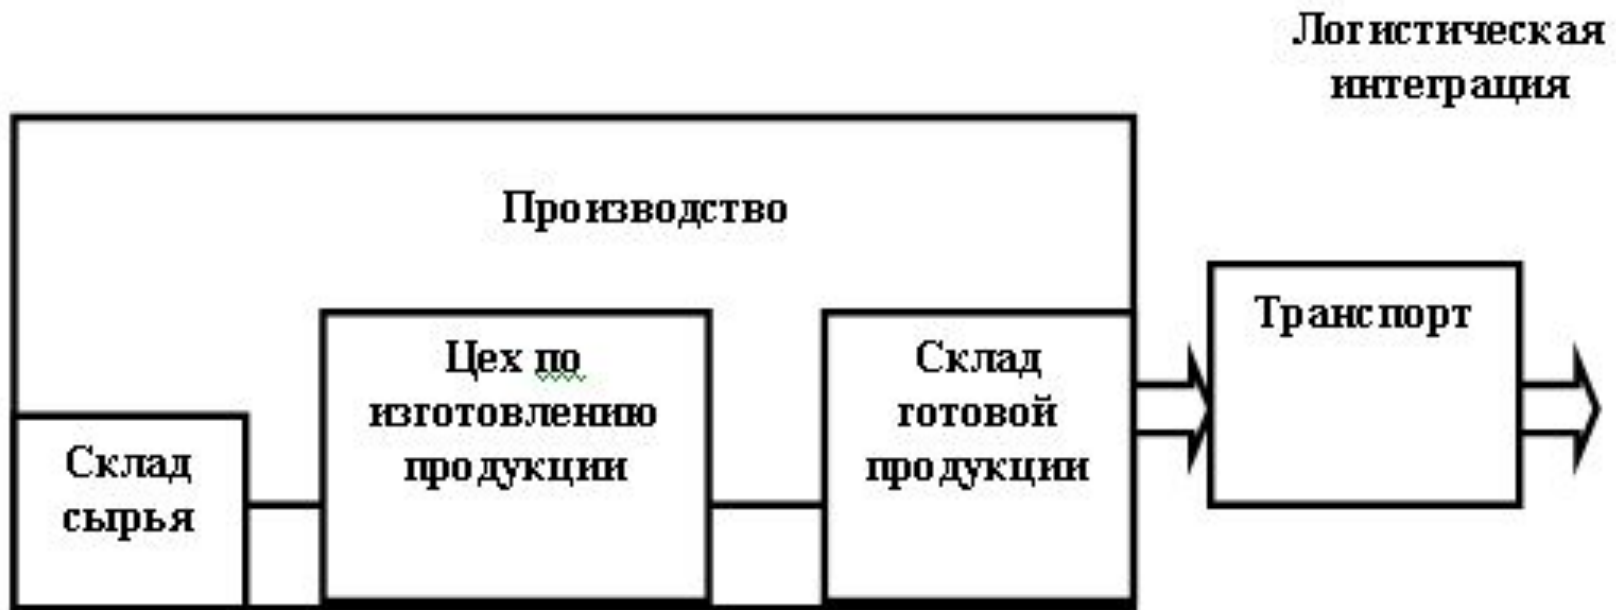 Логистическая
интеграция
Производство
Транспорт
Цех по
изготовлению
продукции
Склад
готовой
продукции
Склад
сырья